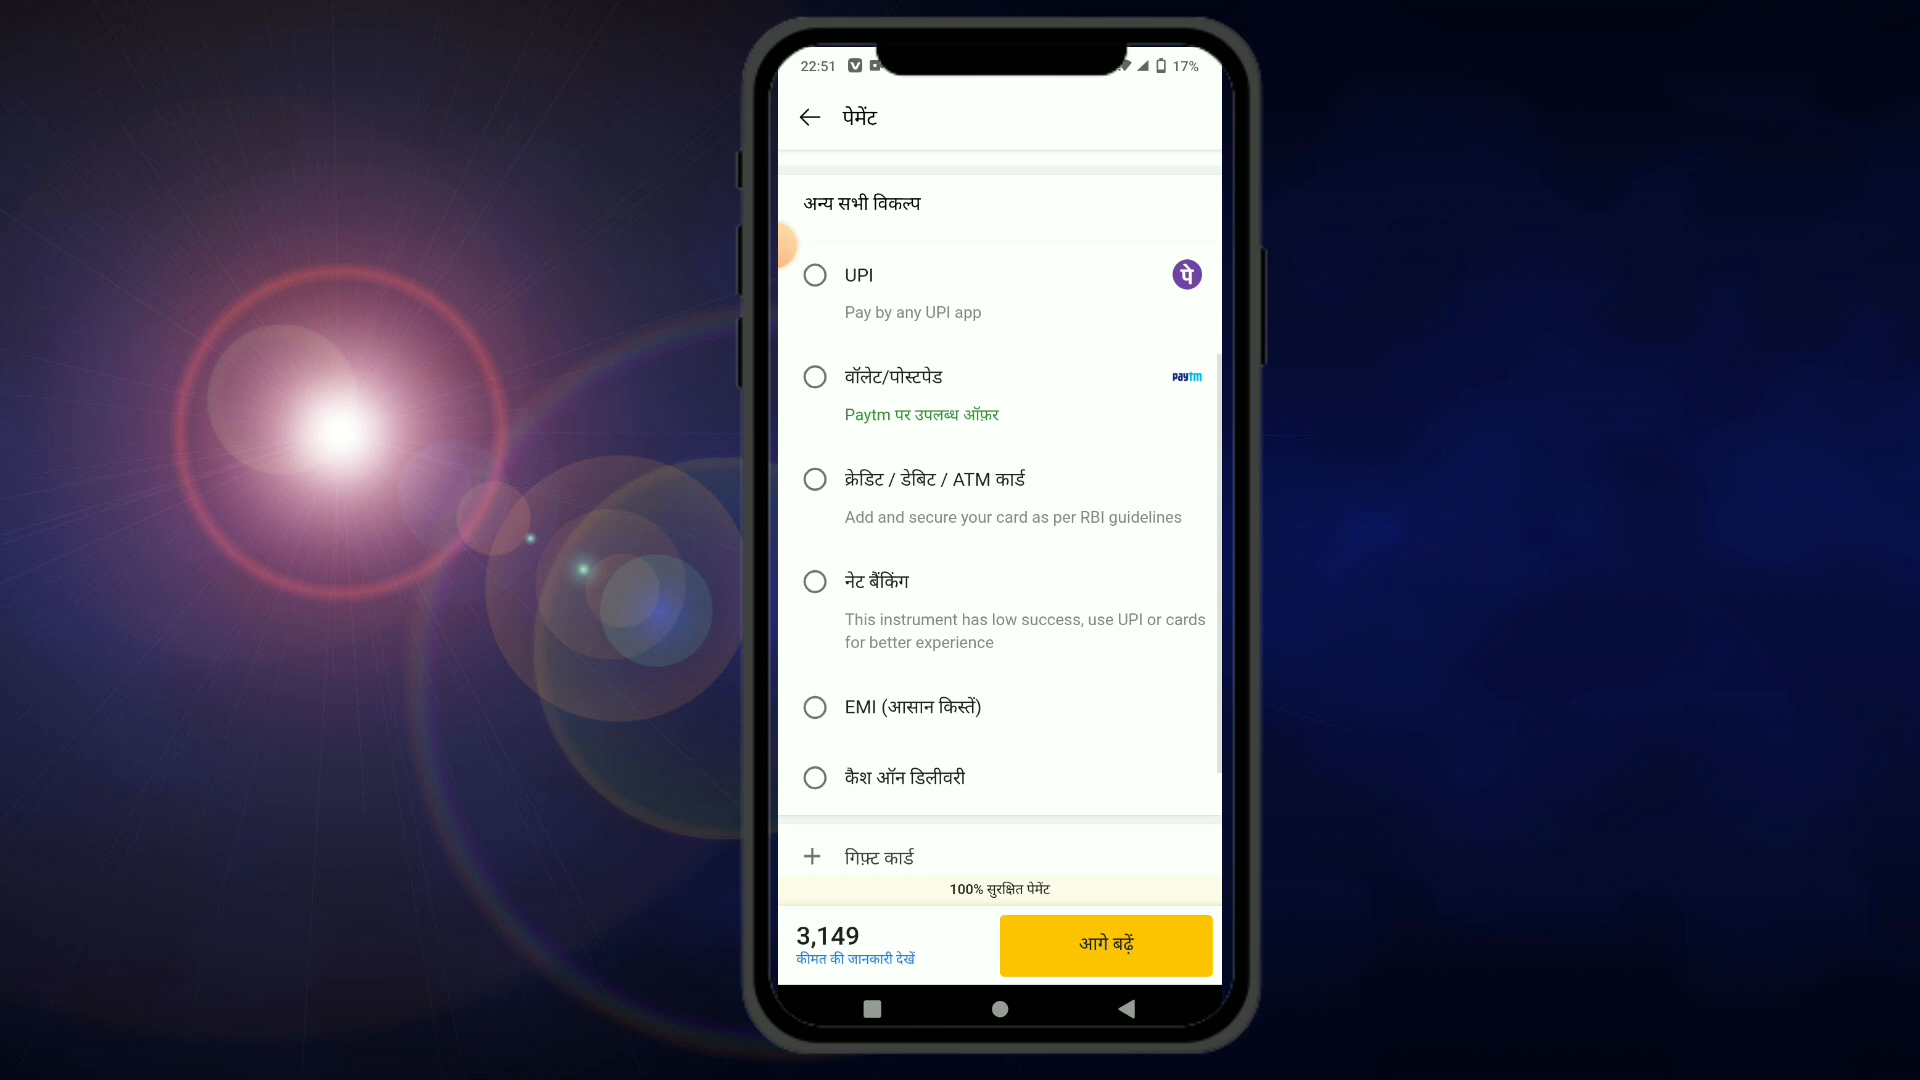 22:51
17%
पेमेंट
अन्य सभी विकल्प
UPI
पे
Pay by any UPI app
वॉलेट/पोस्टपेड
paytm
Paytm पर उपलब्ध ऑफ़र
क्रेडिट / डेबिट / ATM कार्ड
Add and secure your card as per RBI guidelines
नेट बैंकिंग
This instrument has low success, use UPI or cards
for better experience
EMI (आसान किस्तें)
कैश ऑन डिलीवरी
गिफ़्ट कार्ड
100% सुरक्षित पेमेंट
3,149
कीमत की जानकारी देखें
आगे बढ़ें